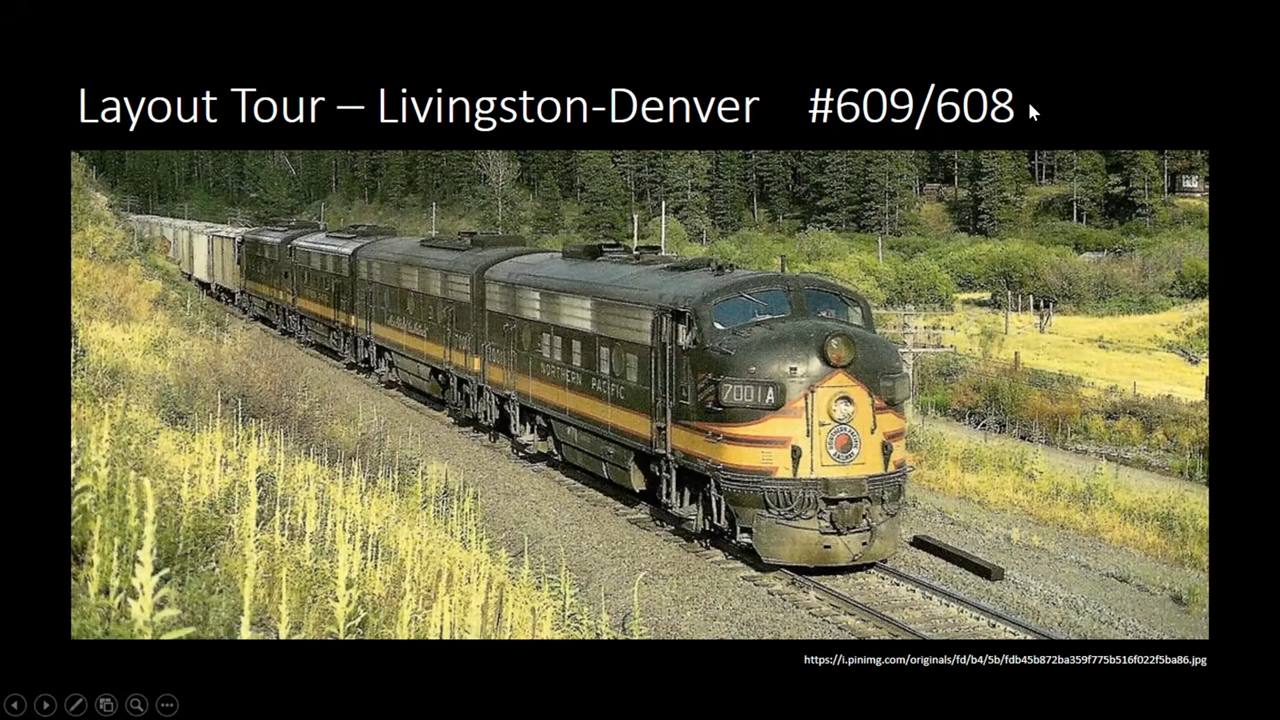 Layout Tour – Livingston-Denver #609/608
NORTHERN PACIFIC
7001A
https://i.pinimg.com/originals/fd/b4/5b/fdb45b872ba359f775b516f022f5ba86.jpg